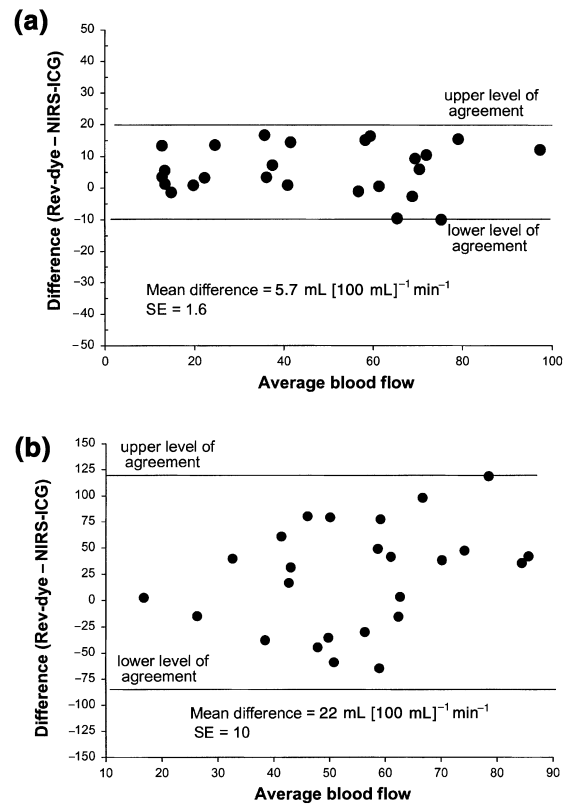 (a)
50
40
30
20
10
0
−10
−20
−30
−40
−50
Difference (Rev-dye – NIRS-ICG)
upper level of
agreement
lower level of
agreement
Mean difference = 5.7 mL [100 mL]⁻¹ min⁻¹
SE = 1.6
0 20 40 60 80 100
Average blood flow
(b)
150
125
100
75
50
25
0
−25
−50
−75
−100
−125
−150
Difference (Rev-dye – NIRS-ICG)
upper level of
agreement
lower level of
agreement
Mean difference = 22 mL [100 mL]⁻¹ min⁻¹
SE = 10
10 20 30 40 50 60 70 80 90
Average blood flow